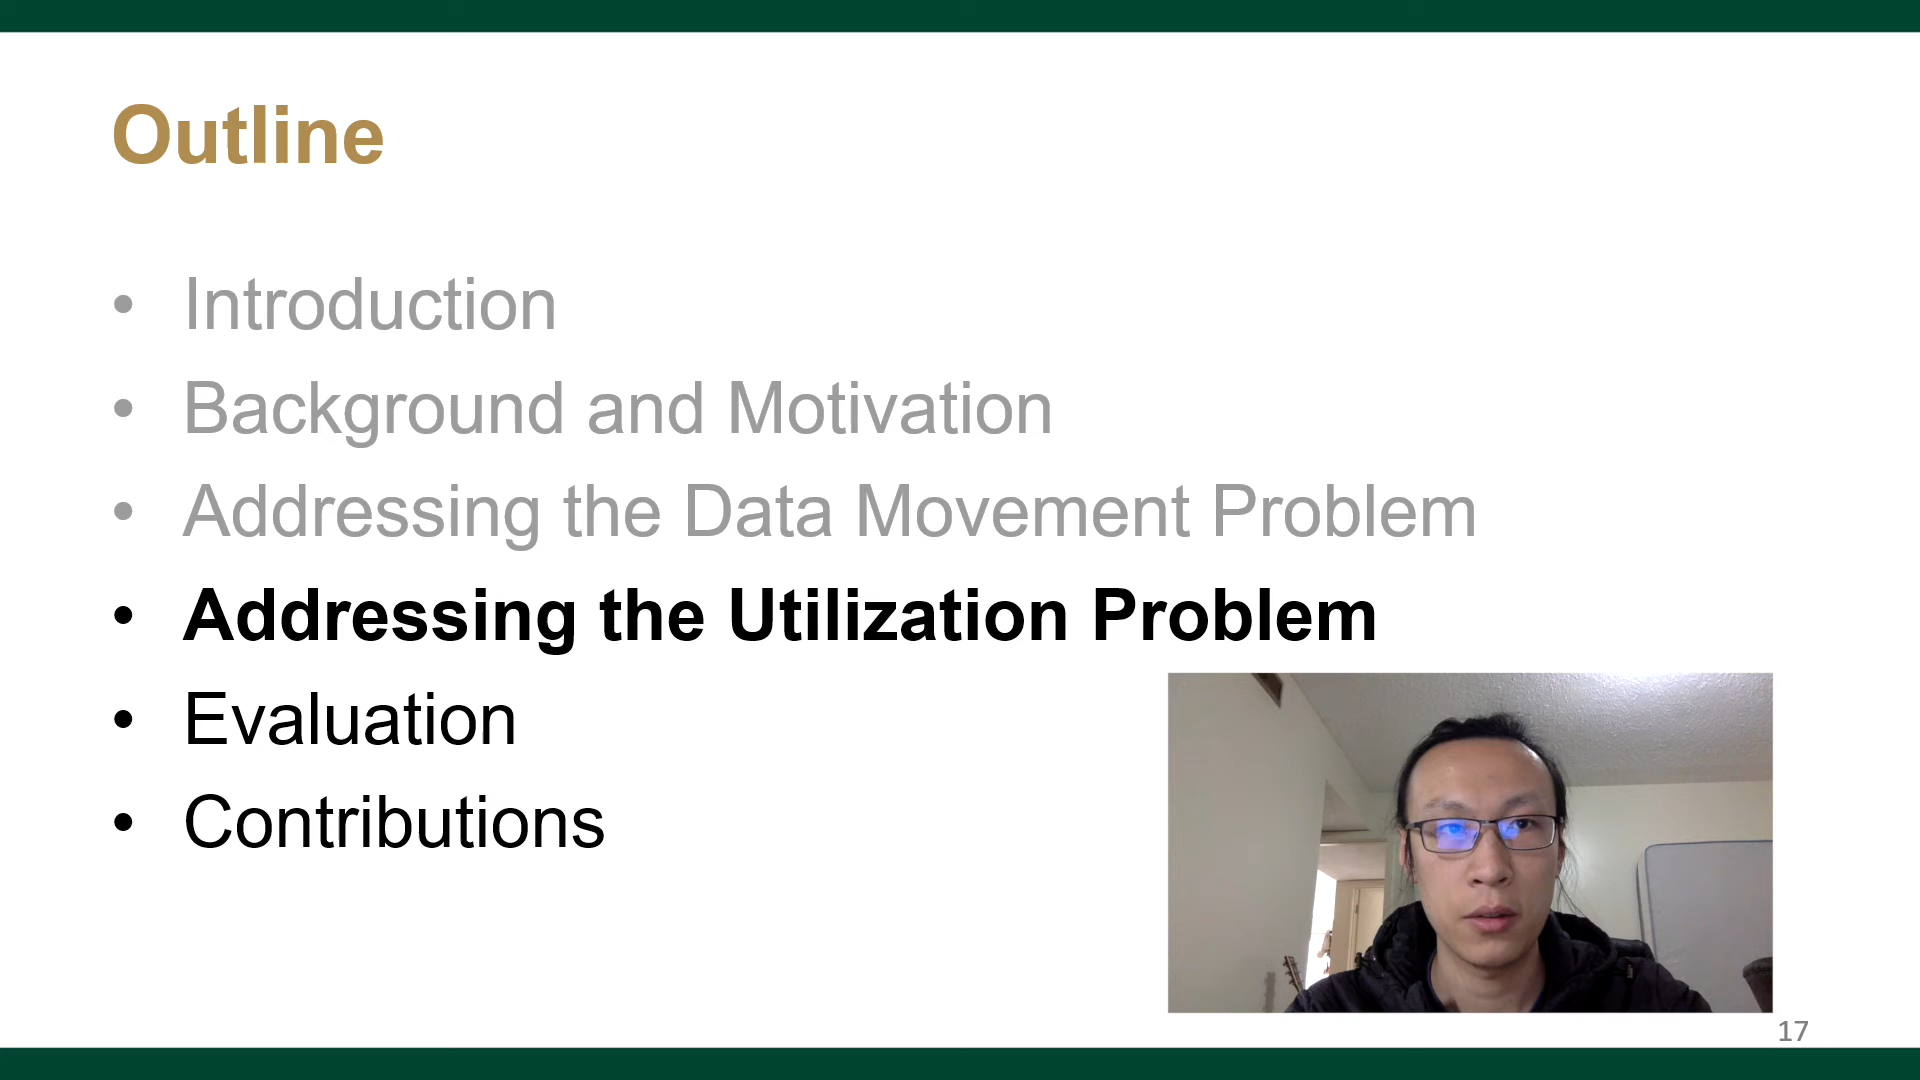 Outline
• Introduction
• Background and Motivation
• Addressing the Data Movement Problem
• Addressing the Utilization Problem
• Evaluation
• Contributions
17